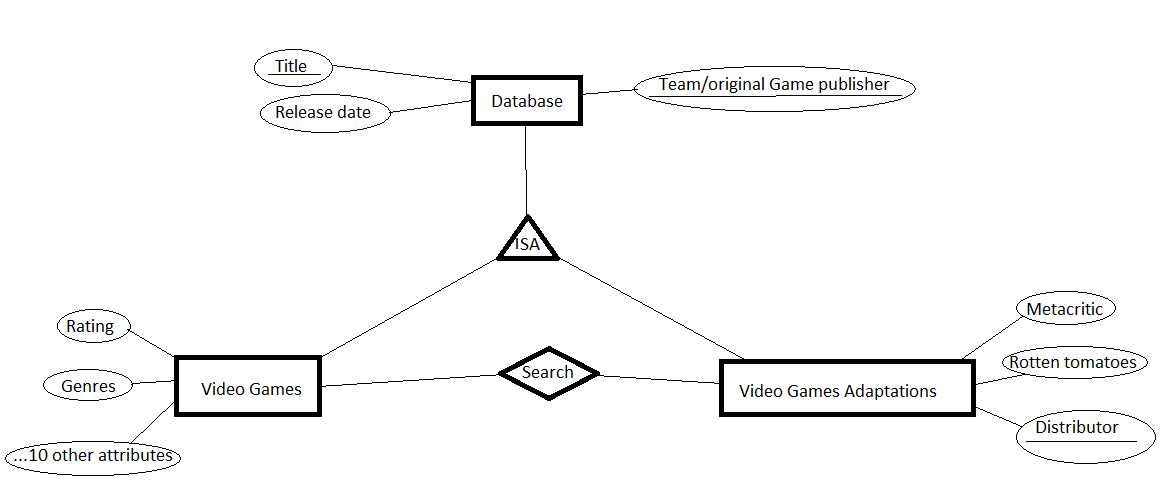 Title
Team/original Game publisher
Database
Release date
ISA
Metacritic
Rating
Rotten tomatoes
Search
Genres
Video Games
Video Games Adaptations
Distributor
...10 other attributes